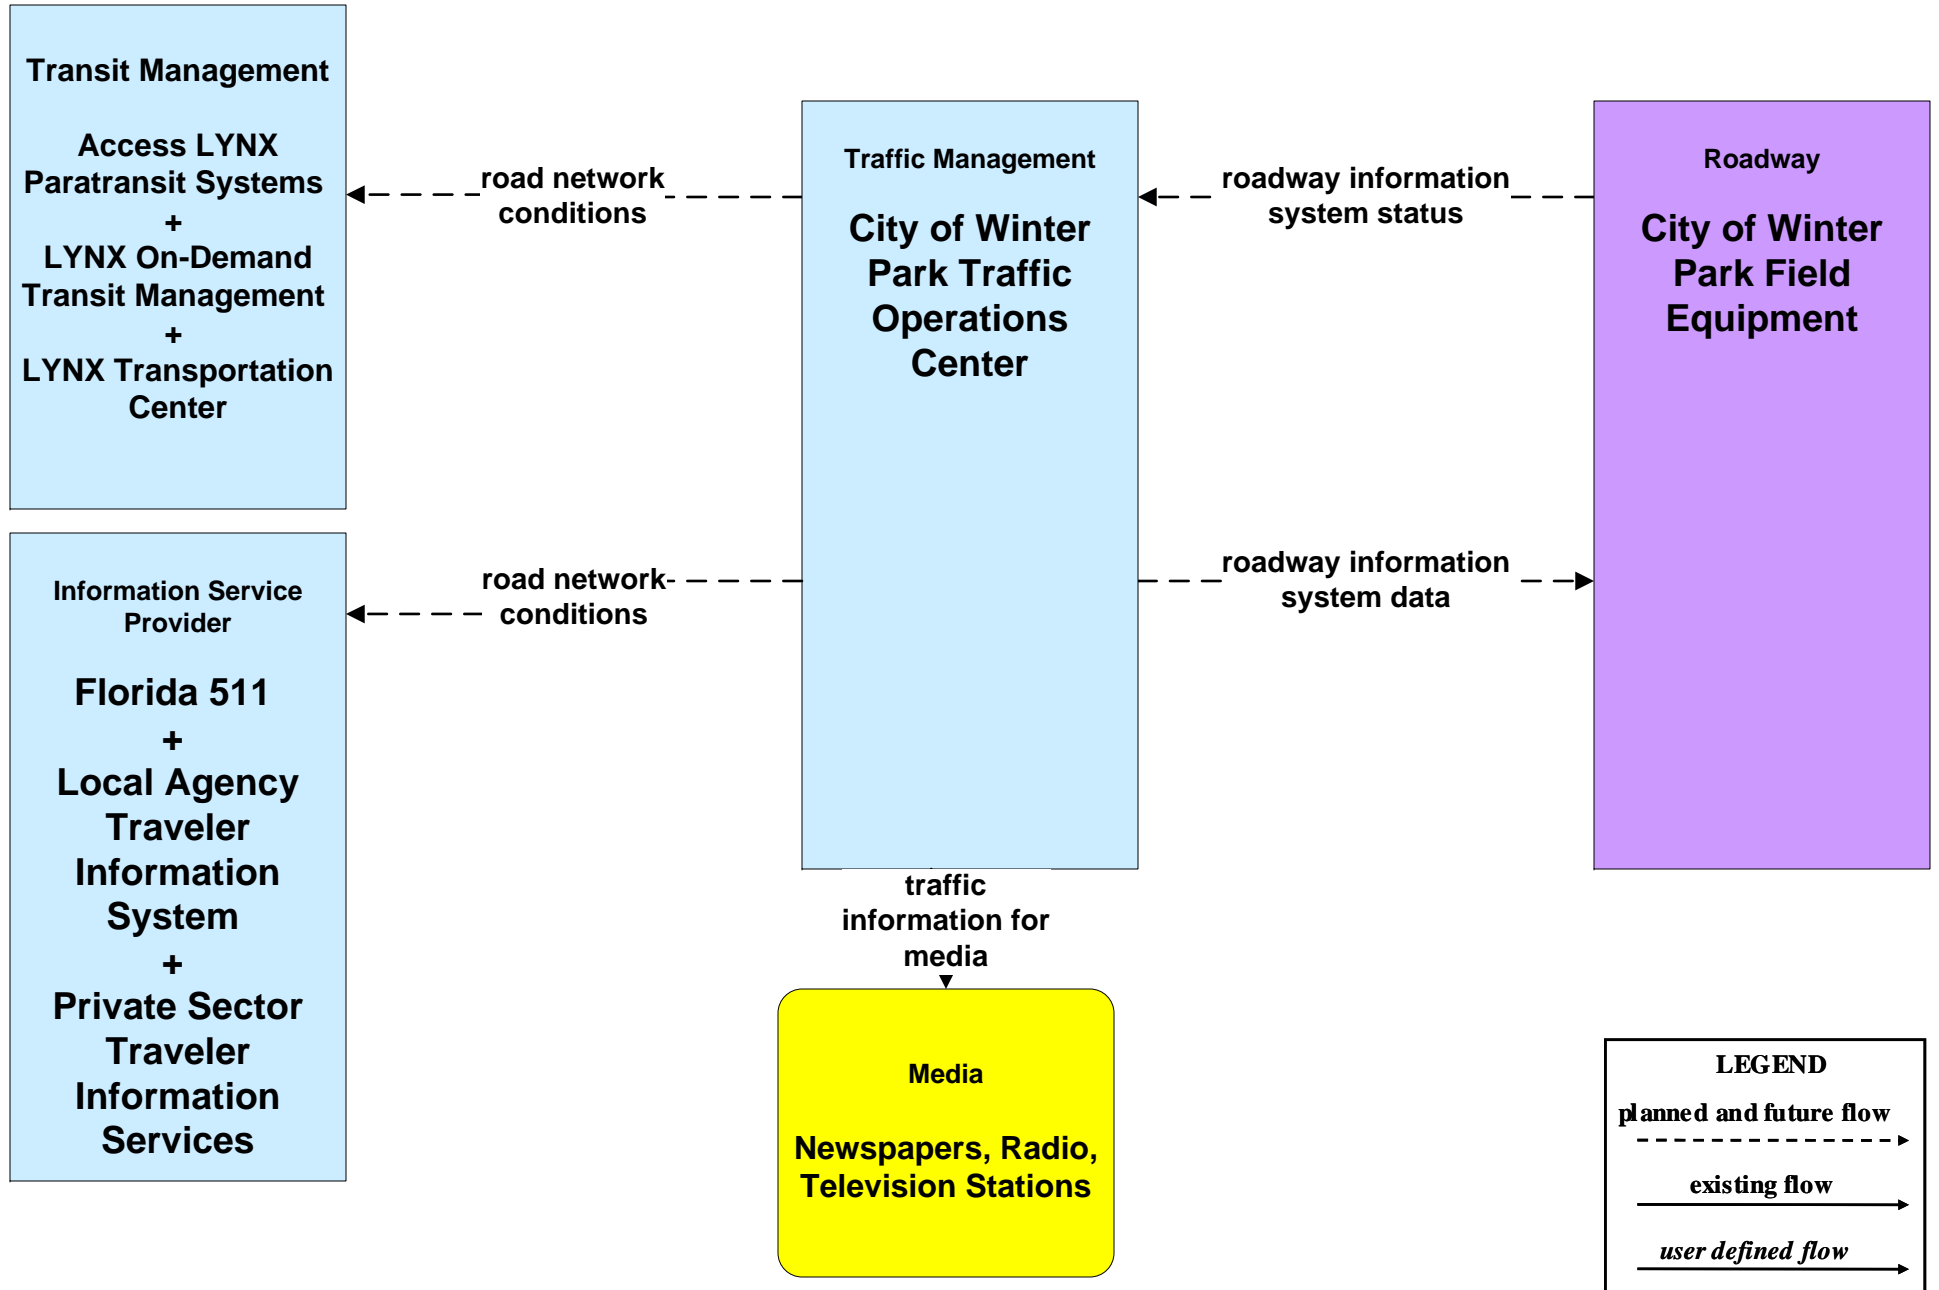 Transit Management
Access LYNX
Paratransit Systems
+
LYNX On-Demand
Transit Management
+
LYNX Transportation
Center
road network
conditions
Traffic Management
City of Winter
Park Traffic
Operations
Center
roadway information
system status
Roadway
City of Winter
Park Field
Equipment
Information Service
Provider
Florida 511
+
Local Agency
Traveler
Information
System
+
Private Sector
Traveler
Information
Services
road network
conditions
roadway information
system data
traffic
information for
media
Media
Newspapers, Radio,
Television Stations
LEGEND
planned and future flow
existing flow
user defined flow